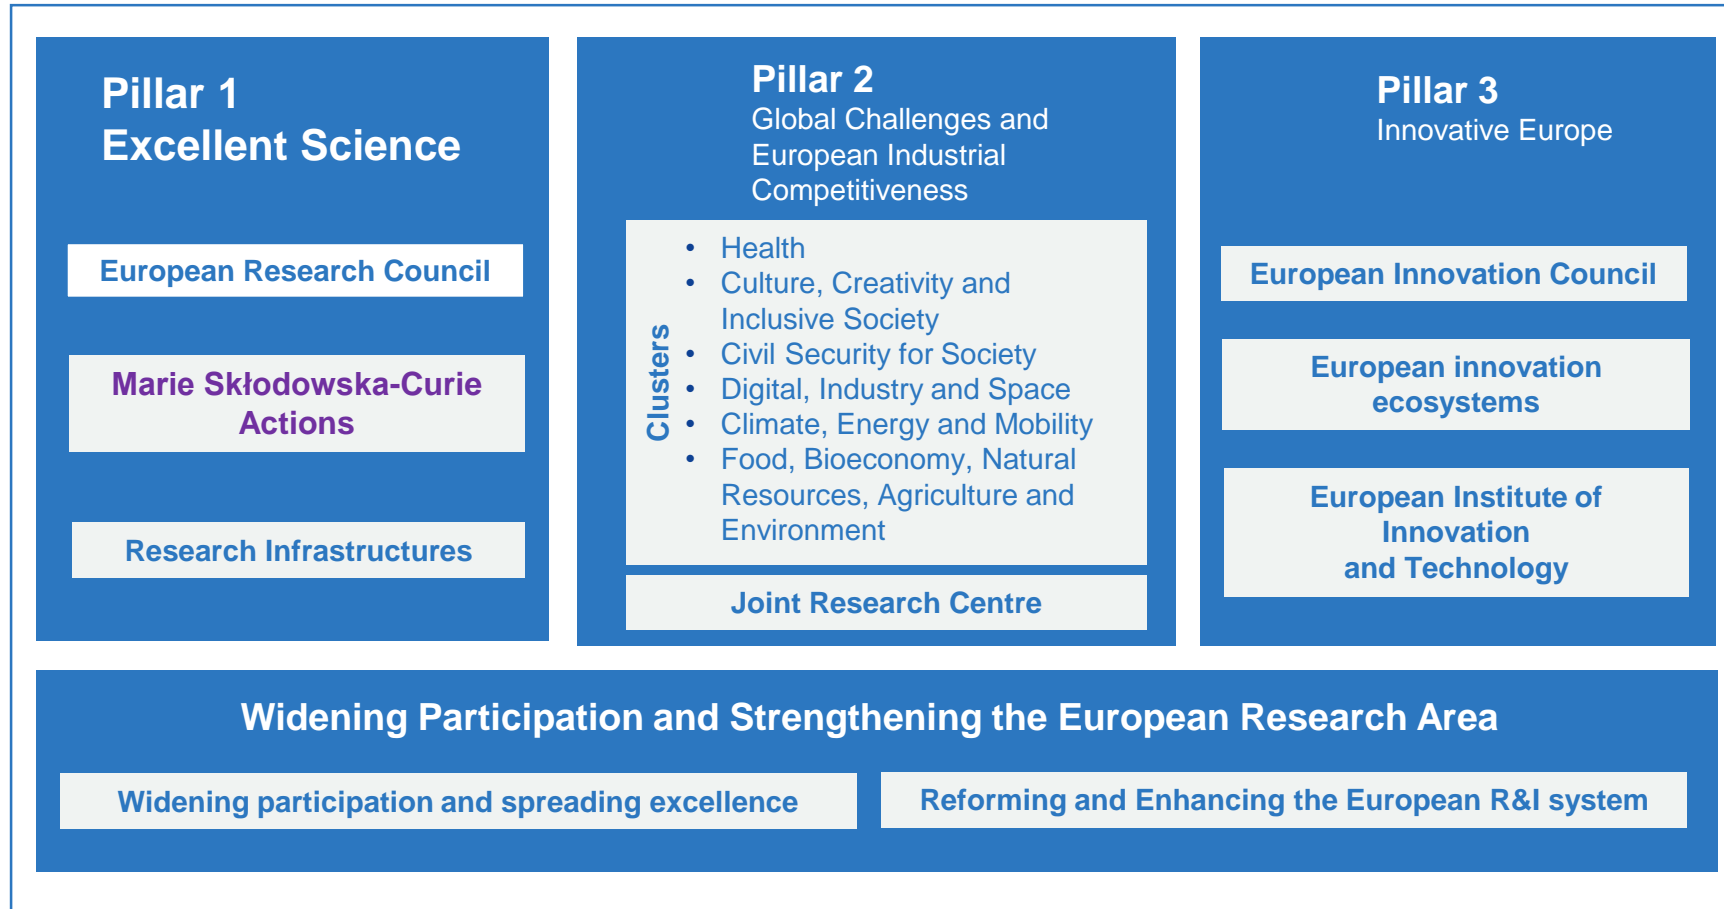 Pillar 1
Excellent Science
European Research Council
Marie Skłodowska-Curie
Actions
Research Infrastructures
Pillar 2
Global Challenges and
European Industrial
Competitiveness
Clusters
• Health
• Culture, Creativity and
Inclusive Society
• Civil Security for Society
• Digital, Industry and Space
• Climate, Energy and Mobility
• Food, Bioeconomy, Natural
Resources, Agriculture and
Environment
Joint Research Centre
Pillar 3
Innovative Europe
European Innovation Council
European innovation
ecosystems
European Institute of
Innovation
and Technology
Widening Participation and Strengthening the European Research Area
Widening participation and spreading excellence
Reforming and Enhancing the European R&I system